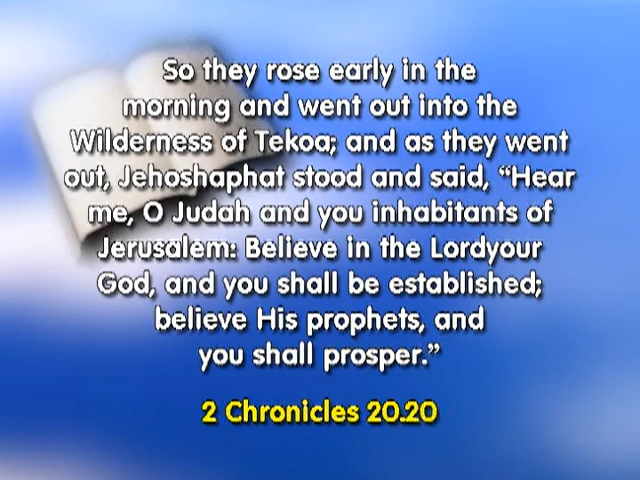 So they rose early in the
morning and went out into the
Wilderness of Tekoa; and as they went
out, Jehoshaphat stood and said, “Hear
me, O Judah and you inhabitants of
Jerusalem: Believe in the Lordyour
God, and you shall be established;
believe His prophets, and
you shall prosper.”
2 Chronicles 20.20